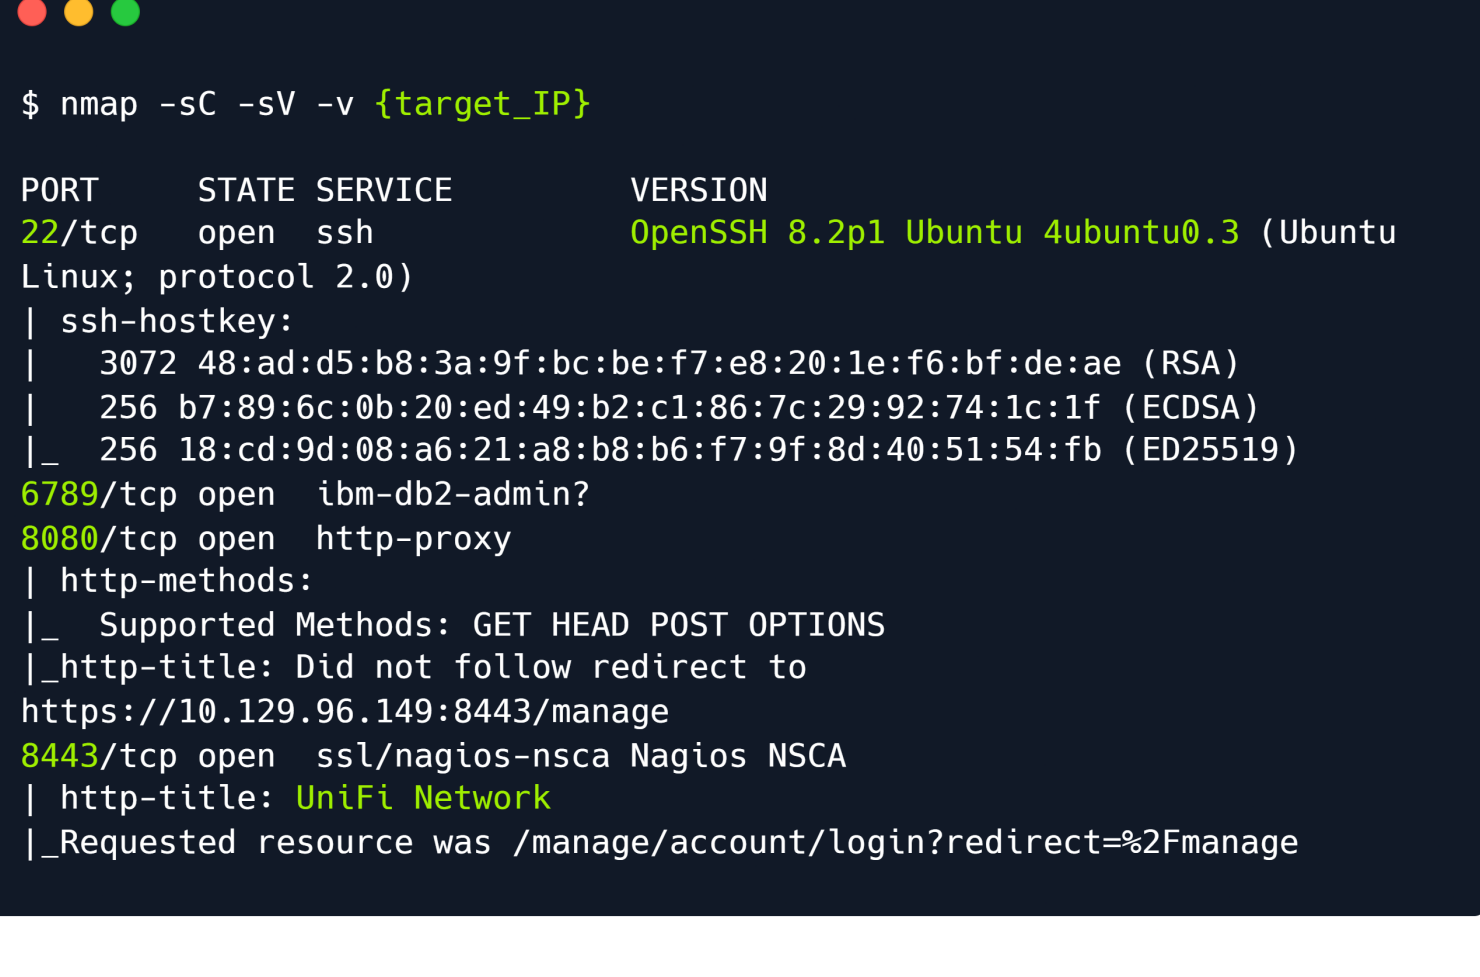 $ nmap -sC -sV -v {target_IP}
PORT STATE SERVICE VERSION
22/tcp open ssh OpenSSH 8.2p1 Ubuntu 4ubuntu0.3 (Ubuntu
Linux; protocol 2.0)
| ssh-hostkey:
| 3072 48:ad:d5:b8:3a:9f:bc:be:f7:e8:20:1e:f6:bf:de:ae (RSA)
| 256 b7:89:6c:0b:20:ed:49:b2:c1:86:7c:29:92:74:1c:1f (ECDSA)
|_ 256 18:cd:9d:08:a6:21:a8:b8:b6:f7:9f:8d:40:51:54:fb (ED25519)
6789/tcp open ibm-db2-admin?
8080/tcp open http-proxy
| http-methods:
|_ Supported Methods: GET HEAD POST OPTIONS
|_http-title: Did not follow redirect to
https://10.129.96.149:8443/manage
8443/tcp open ssl/nagios-nsca Nagios NSCA
| http-title: UniFi Network
|_Requested resource was /manage/account/login?redirect=%2Fmanage